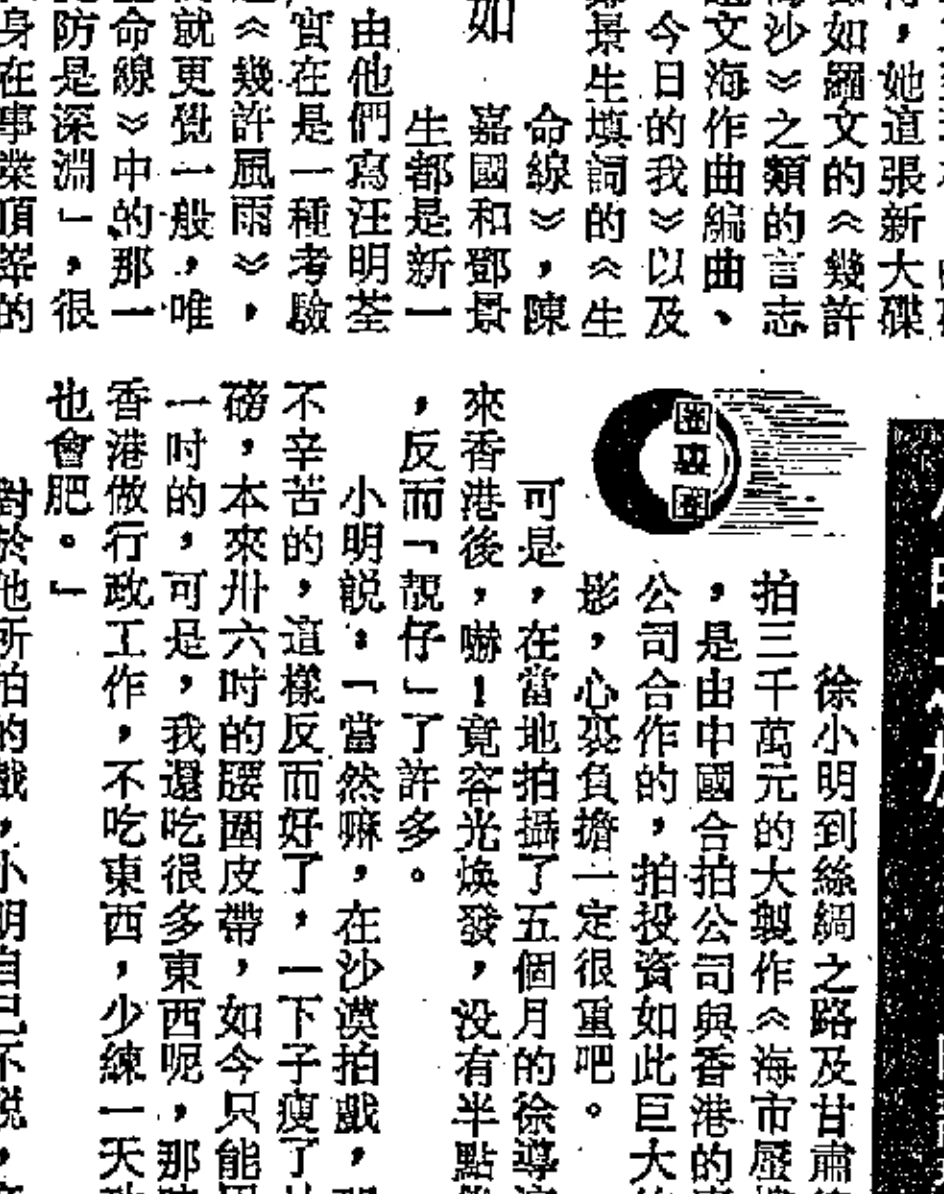 她這張新大碟
如羅文的《幾許
沙》之類的言志
文海作曲編曲、
今日的我》以及
景生塡詞的《生
命線》,陳
嘉國和鄧景
生都是新一
如
由他們寫汪明荃
實在是一種考驗
《幾許風雨》,
就更覺一般,唯
命線》中的那一
防是深淵」,很
身在事業頂峯的
徐小明到絲綢之路及甘肅
拍三千萬元的大製作《海市蜃
,是由中國合拍公司與香港的
公司合作的,拍投資如此巨大
影,心裏負擔一定很重吧。
可是,在當地拍攝了五個月的徐導
來香港後,嚇!竟容光煥發,没有半點
,反而「靚仔」了許多。
小明説:「當然嘛,在沙漠拍戲,
不辛苦的,這樣反而好了,一下子瘦了
磅,本來卅六吋的腰圍皮帶,如今只能
一吋的,可是,我還吃很多東西呢,那
香港做行政工作,不吃東西,少練一天
也會肥。」
對於他所拍的戲,小明自己不説,